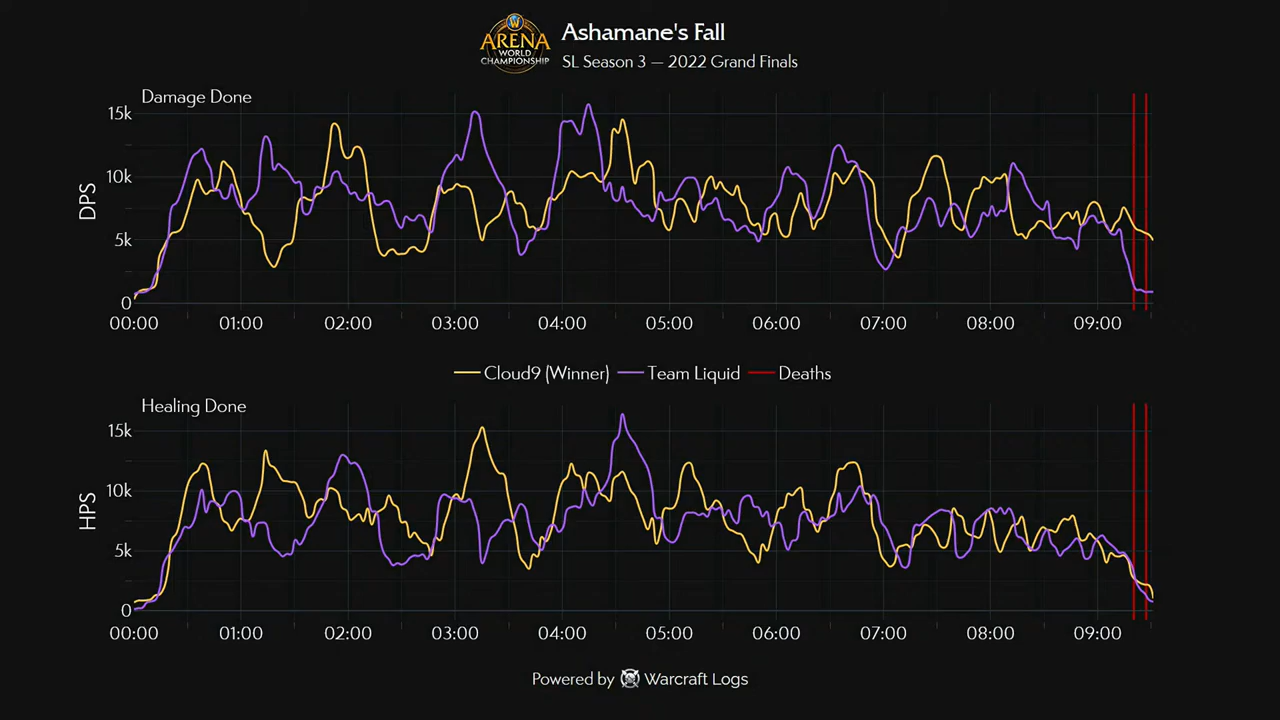 W
ARENA
WORLD
CHAMPIONSHIP
Ashamane's Fall
SL Season 3 — 2022 Grand Finals
Damage Done
15k
10k
5k
0
DPS
00:00 01:00 02:00 03:00 04:00 05:00 06:00 07:00 08:00 09:00
Cloud9 (Winner) Team Liquid Deaths
Healing Done
15k
10k
5k
0
HPS
00:00 01:00 02:00 03:00 04:00 05:00 06:00 07:00 08:00 09:00
Powered by Warcraft Logs